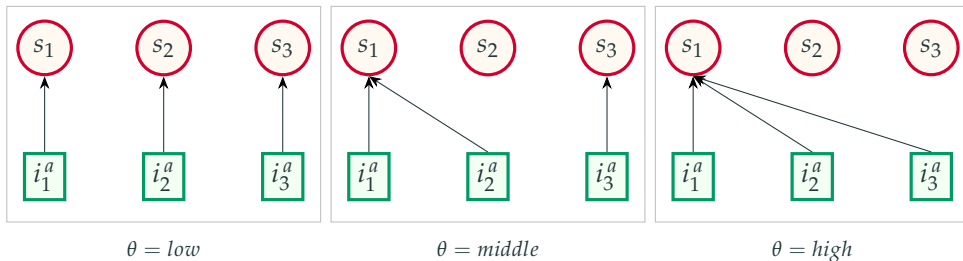 s₁ s₂ s₃ s₁ s₂ s₃ s₁ s₂ s₃
i₁ᵃ i₂ᵃ i₃ᵃ i₁ᵃ i₂ᵃ i₃ᵃ i₁ᵃ i₂ᵃ i₃ᵃ
θ = low θ = middle θ = high